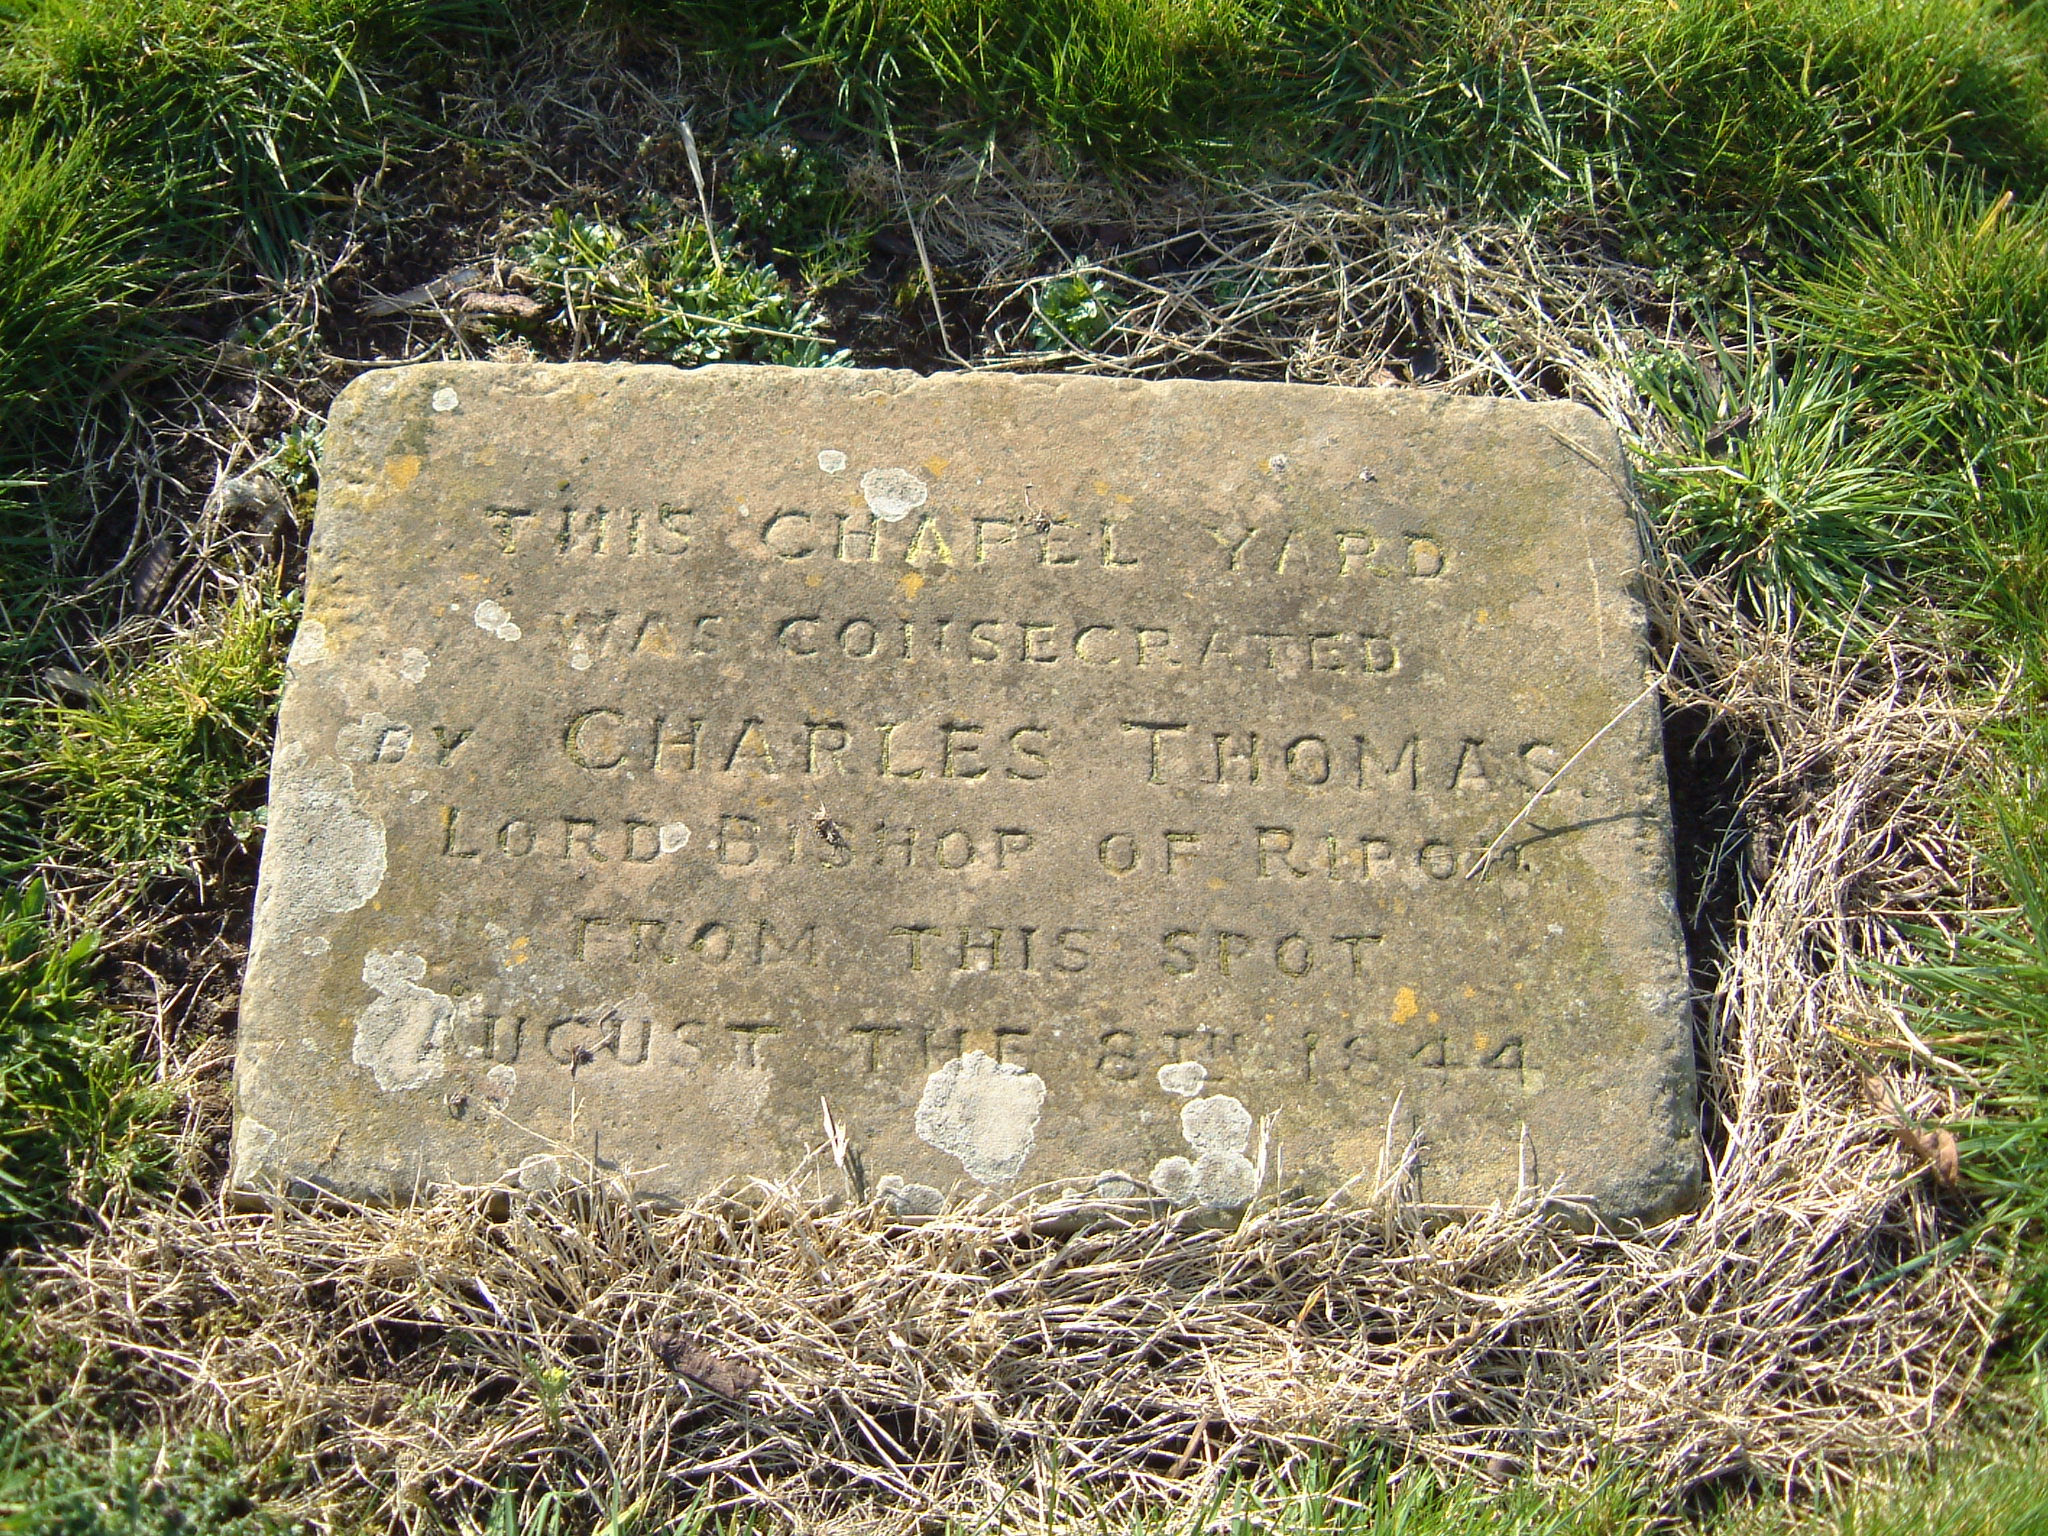 THIS CHAPEL YARD
WAS CONSECRATED
BY CHARLES THOMAS.
LORD BISHOP OF RIPON.
FROM THIS SPOT
AUGUST THE 8TH 1844